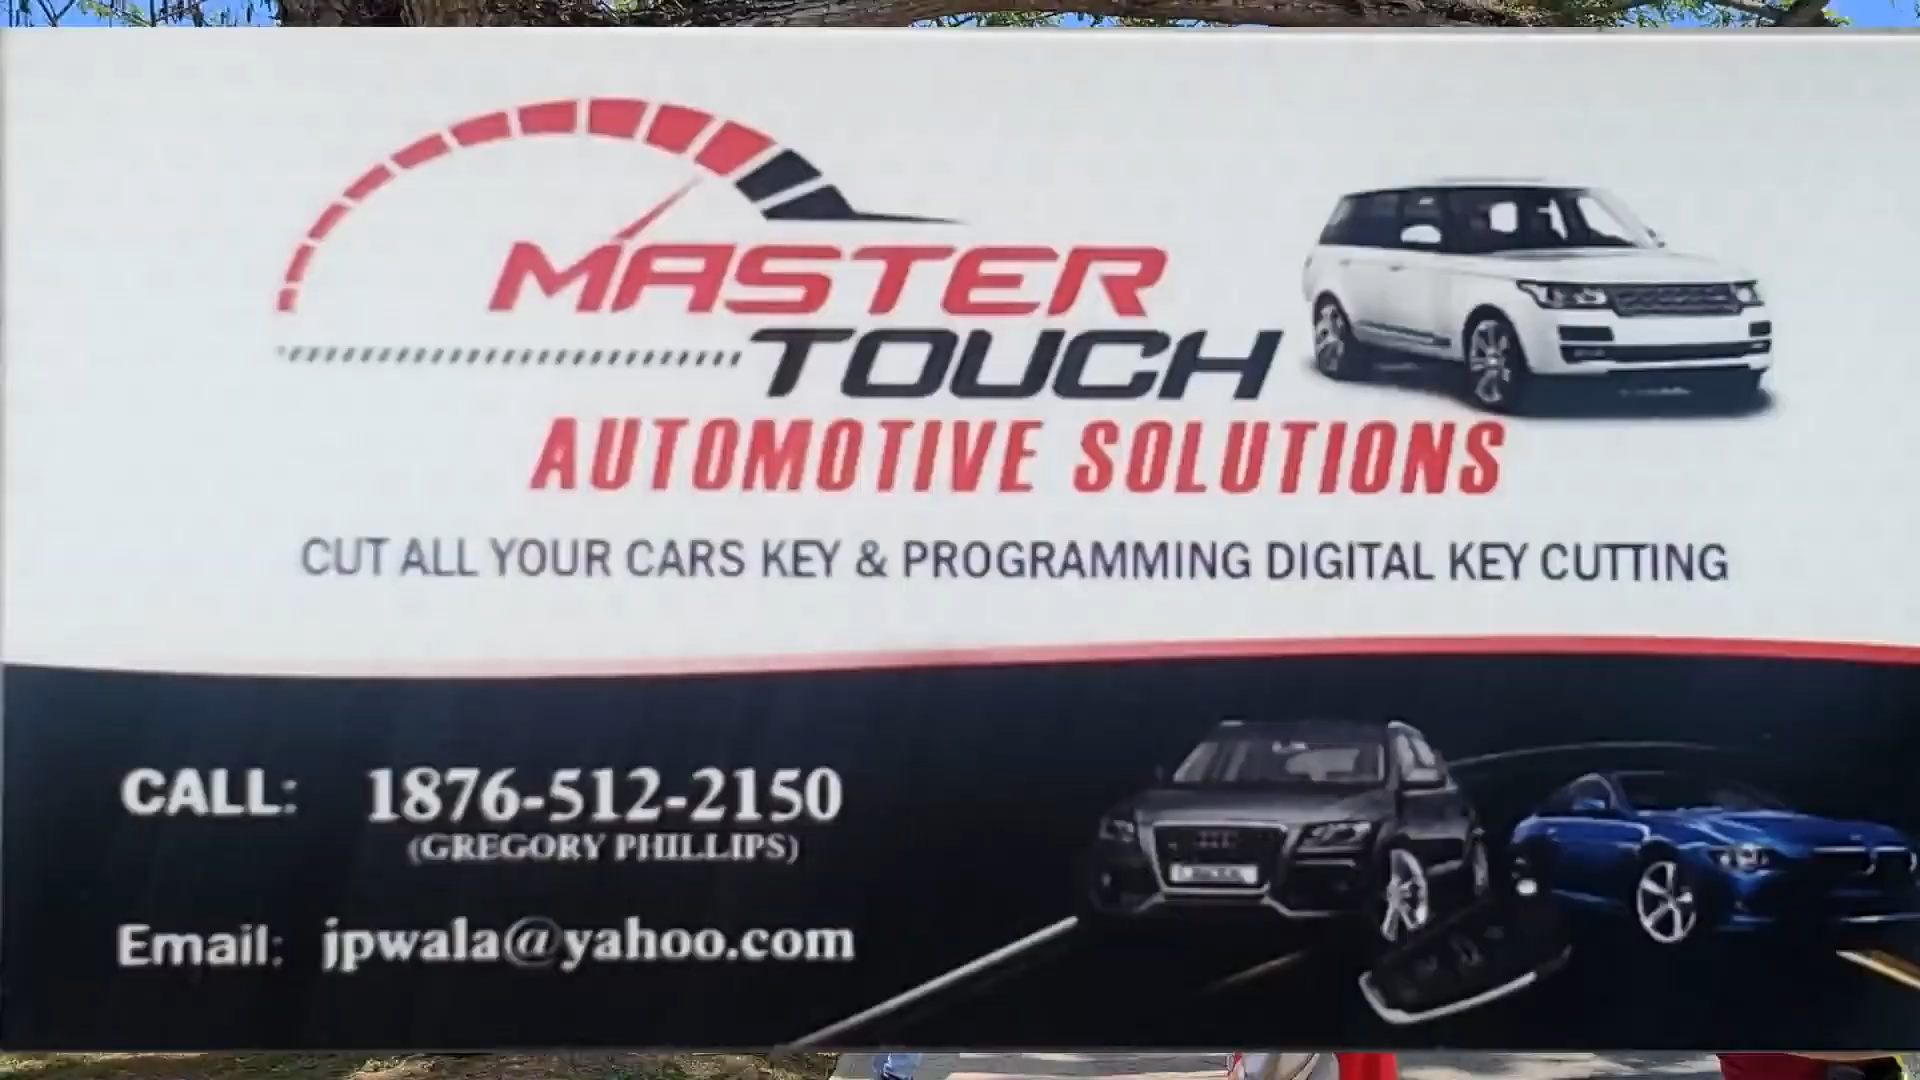 MASTER
TOUCH
AUTOMOTIVE SOLUTIONS
CUT ALL YOUR CARS KEY & PROGRAMMING DIGITAL KEY CUTTING
CALL: 1876-512-2150
(GREGORY PHILLIPS)
Email: jpwala@yahoo.com